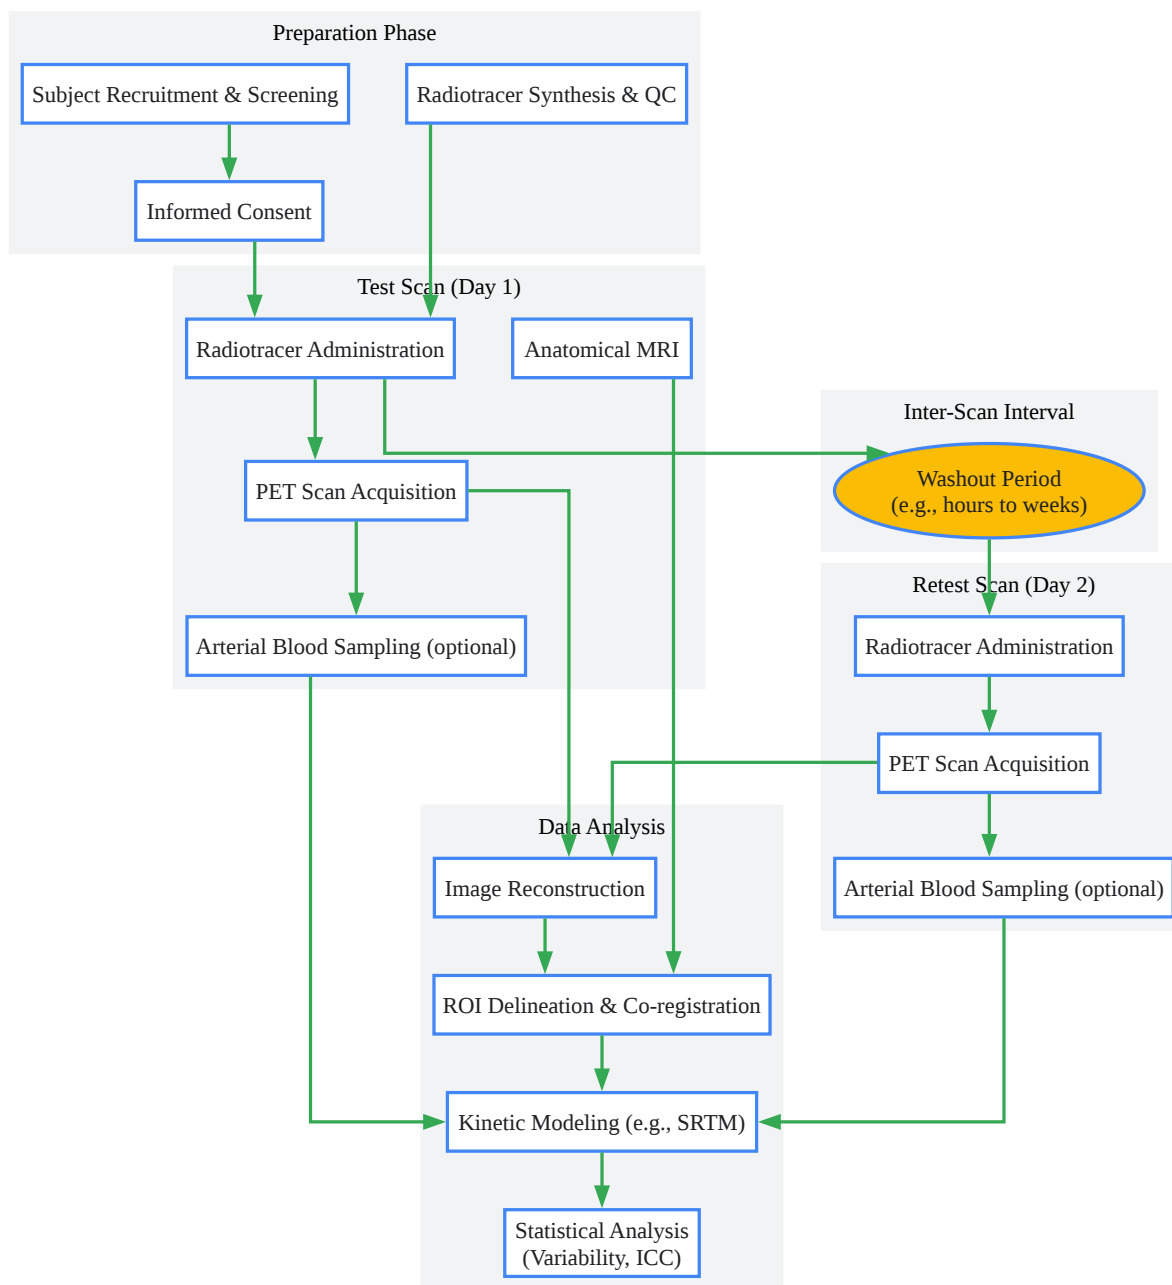 Preparation Phase
Subject Recruitment & Screening
Radiotracer Synthesis & QC
Informed Consent
Test Scan (Day 1)
Radiotracer Administration
Anatomical MRI
PET Scan Acquisition
Arterial Blood Sampling (optional)
Inter-Scan Interval
Washout Period
(e.g., hours to weeks)
Retest Scan (Day 2)
Radiotracer Administration
PET Scan Acquisition
Arterial Blood Sampling (optional)
Data Analysis
Image Reconstruction
ROI Delineation & Co-registration
Kinetic Modeling (e.g., SRTM)
Statistical Analysis
(Variability, ICC)